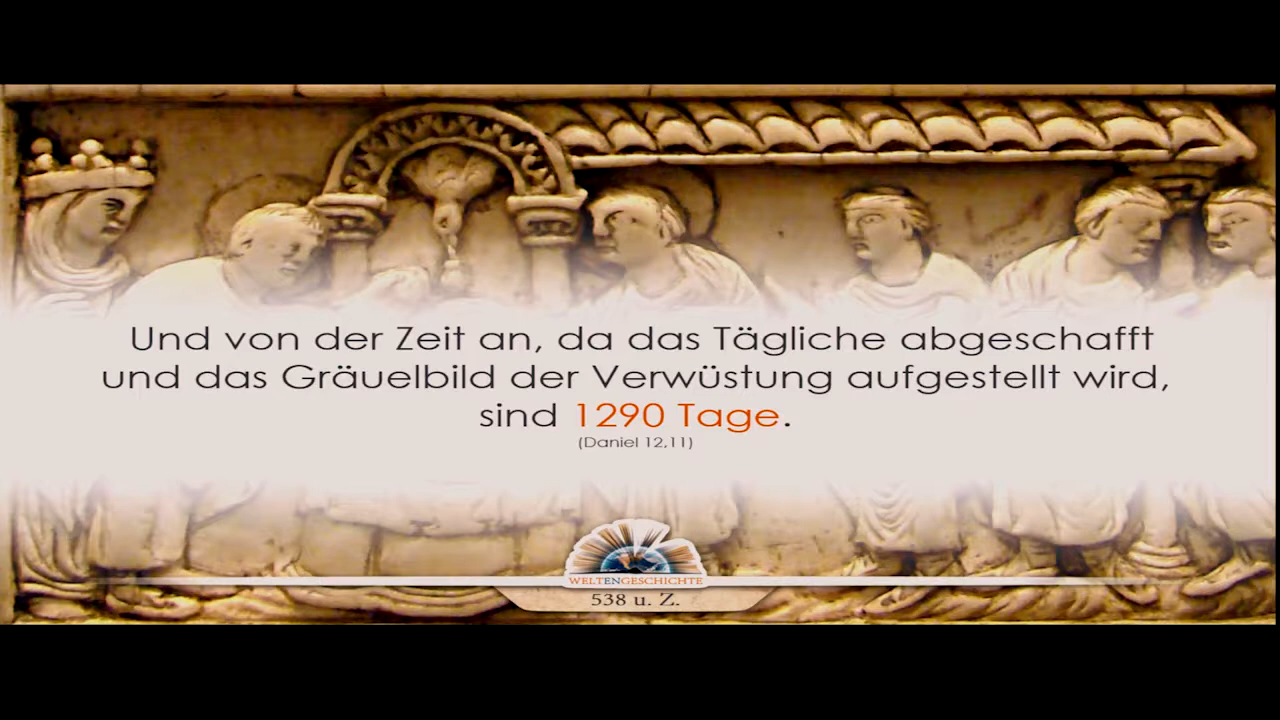 Und von der Zeit an, da das Tägliche abgeschafft
und das Gräuelbild der Verwüstung aufgestellt wird,
sind 1290 Tage.
(Daniel 12,11)
WELTENGESCHICHTE
538 u. Z.